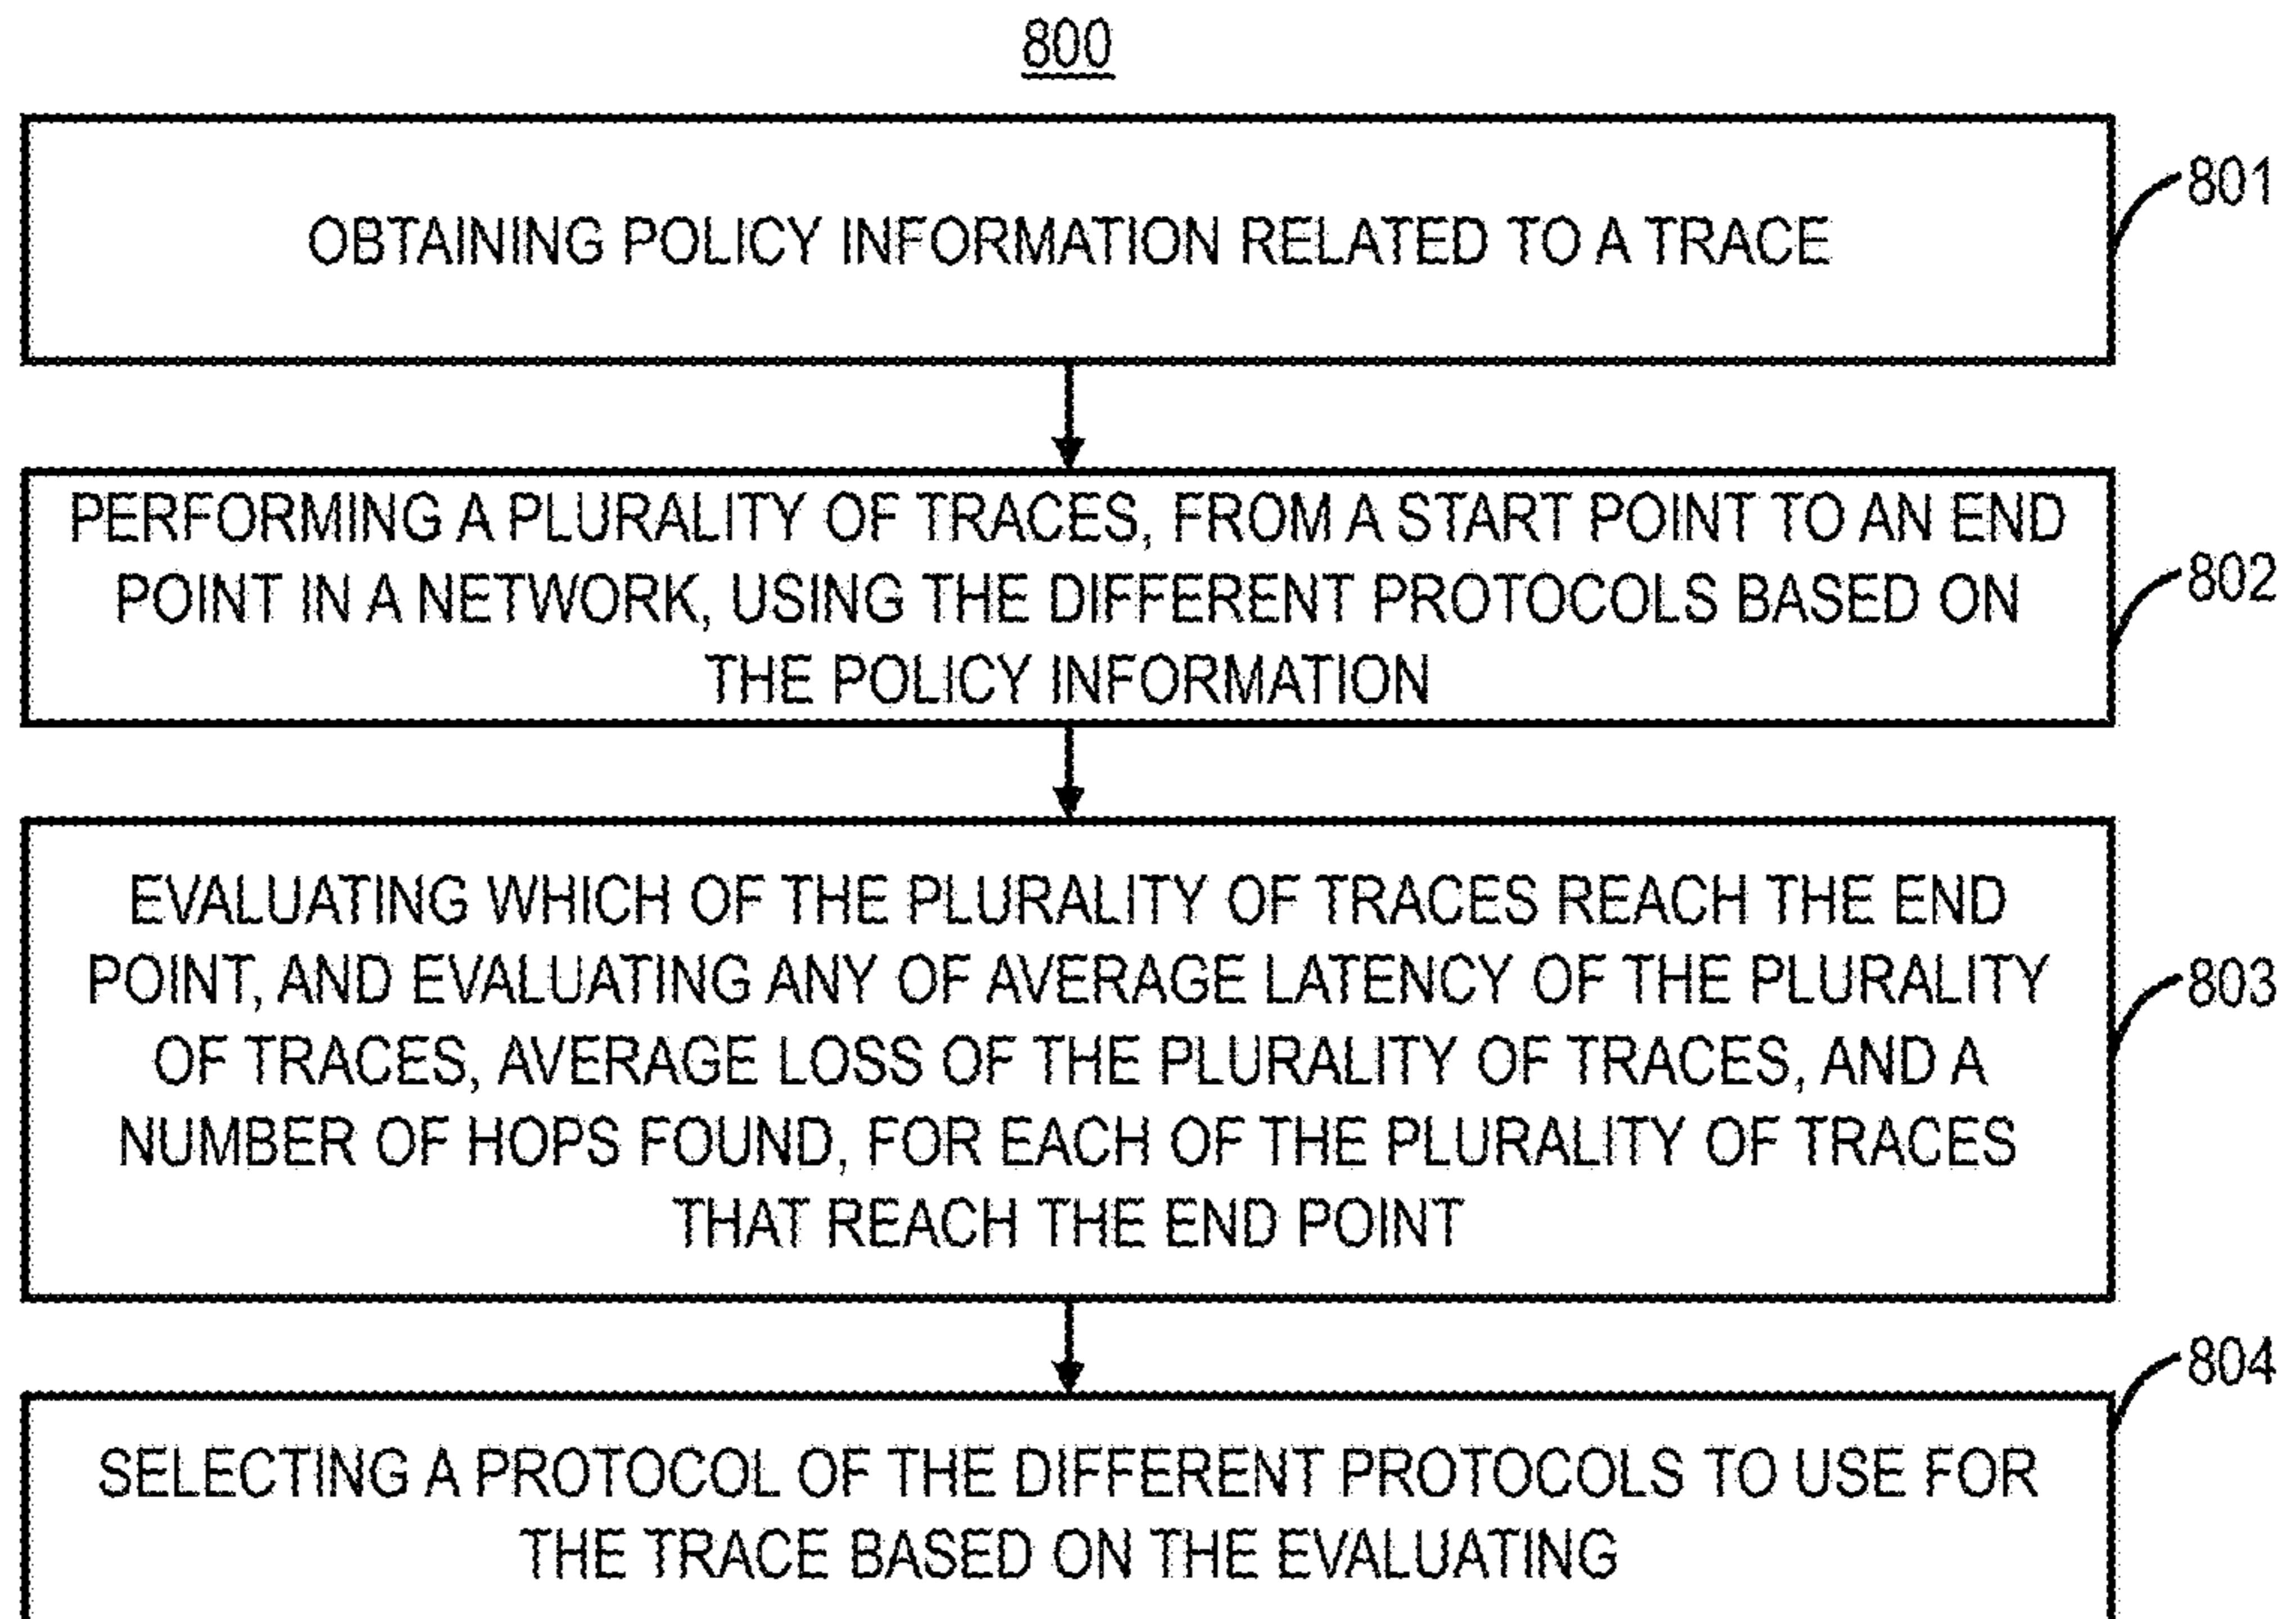 800
OBTAINING POLICY INFORMATION RELATED TO A TRACE
801
PERFORMING A PLURALITY OF TRACES, FROM A START POINT TO AN END
POINT IN A NETWORK, USING THE DIFFERENT PROTOCOLS BASED ON
THE POLICY INFORMATION
802
EVALUATING WHICH OF THE PLURALITY OF TRACES REACH THE END
POINT, AND EVALUATING ANY OF AVERAGE LATENCY OF THE PLURALITY
OF TRACES, AVERAGE LOSS OF THE PLURALITY OF TRACES, AND A
NUMBER OF HOPS FOUND, FOR EACH OF THE PLURALITY OF TRACES
THAT REACH THE END POINT
803
SELECTING A PROTOCOL OF THE DIFFERENT PROTOCOLS TO USE FOR
THE TRACE BASED ON THE EVALUATING
804